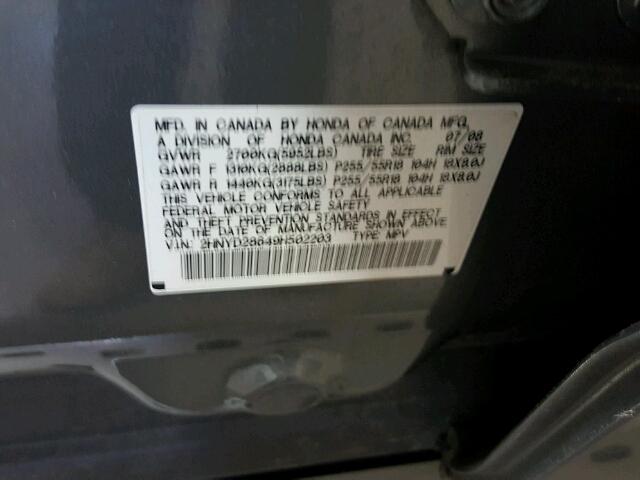 MFD. IN CANADA BY HONDA OF CANADA MFG.
A DIVISION OF HONDA CANADA INC. 07/08
GVWR 2700KG(5952LBS) TIRE SIZE RIM SIZE
GAWR F 1310KG(2888LBS) P255/55R18 104H 18X8.0J
GAWR R 1440KG(3175LBS) P255/55R18 104H 18X8.0J
THIS VEHICLE CONFORMS TO ALL APPLICABLE
FEDERAL MOTOR VEHICLE SAFETY
AND THEFT PREVENTION STANDARDS IN EFFECT
ON THE DATE OF MANUFACTURE SHOWN ABOVE.
V.I.N: 2HNYD28649H502203 TYPE: MPV